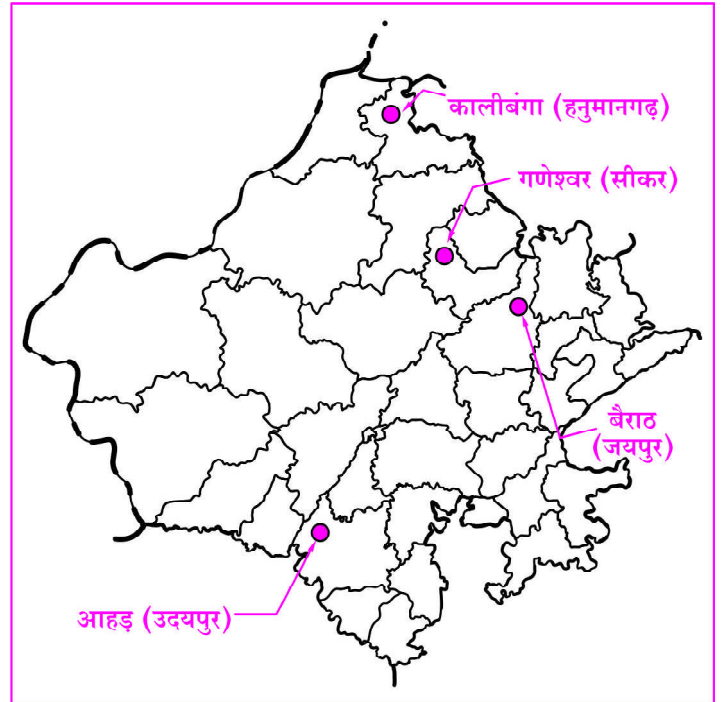 कालीबंगा (हनुमानगढ़)
गणेश्वर (सीकर)
बैराठ
(जयपुर)
आहड़ (उदयपुर)